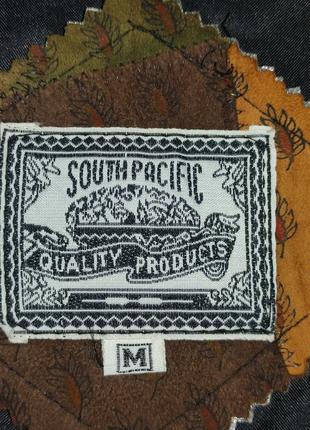 SOUTH PACIFIC
QUALITY PRODUCTS
M